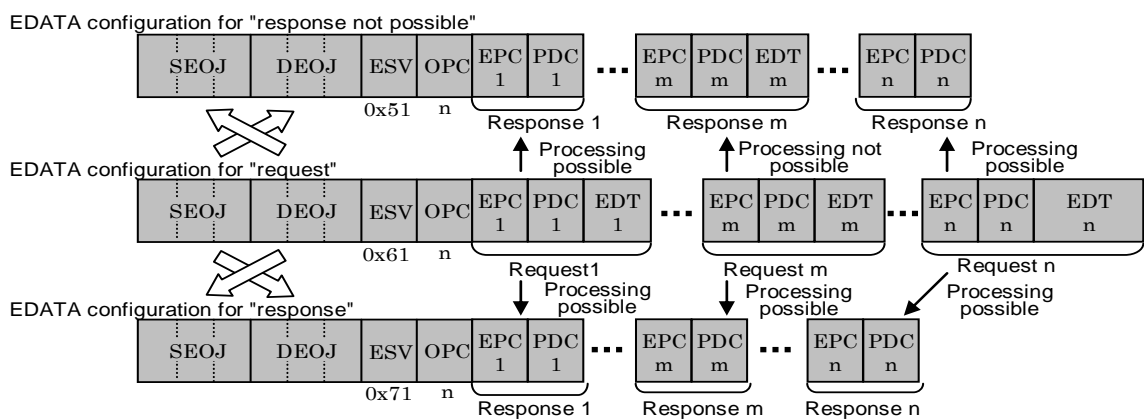 EDATA configuration for "response not possible"
SEOJ DEOJ ESV OPC EPC 1 PDC 1 ••• EPC m PDC m EDT m ••• EPC n PDC n
0x51 n
Response 1 Response m Response n
Processing possible Processing not possible Processing possible
EDATA configuration for "request"
SEOJ DEOJ ESV OPC EPC 1 PDC 1 EDT 1 ••• EPC m PDC m EDT m ••• EPC n PDC n EDT n
0x61 n
Request1 Request m Request n
Processing possible Processing possible Processing possible
EDATA configuration for "response"
SEOJ DEOJ ESV OPC EPC 1 PDC 1 ••• EPC m PDC m ••• EPC n PDC n
0x71 n
Response 1 Response m Response n